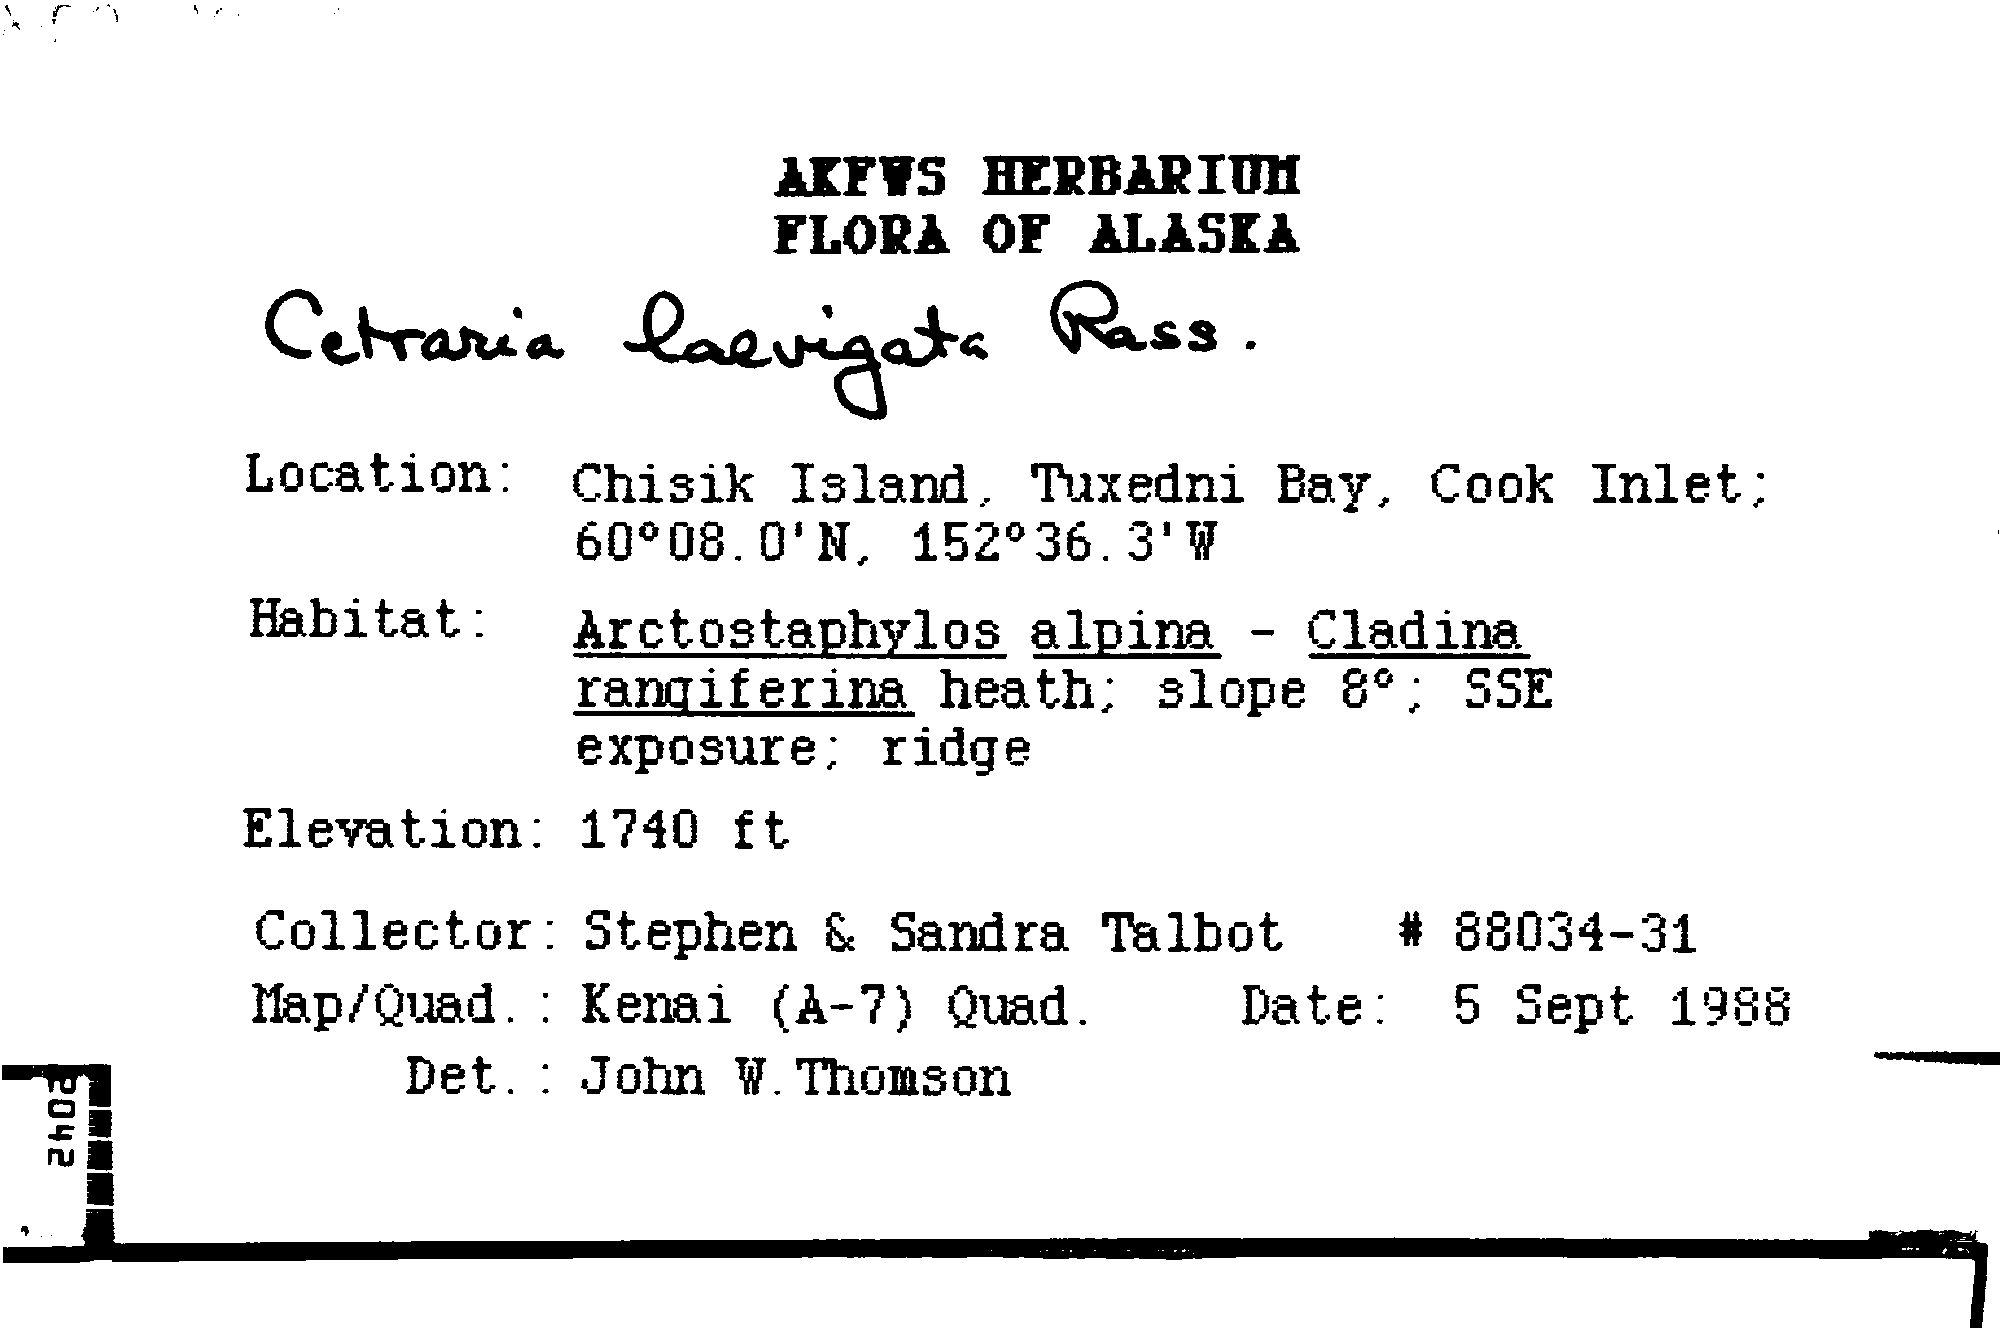 AKFWS HERBARIUM
FLORA OF ALASKA
Cetraria laevigata Rass.
Location: Chisik Island, Tuxedni Bay, Cook Inlet;
60°08.0'N, 152°36.3'W
Habitat: Arctostaphylos alpina - Cladina
rangiferina heath; slope 8°; SSE
exposure; ridge
Elevation: 1740 ft
Collector: Stephen & Sandra Talbot # 88034-31
Map/Quad.: Kenai (A-7) Quad. Date: 5 Sept 1988
Det.: John W. Thomson